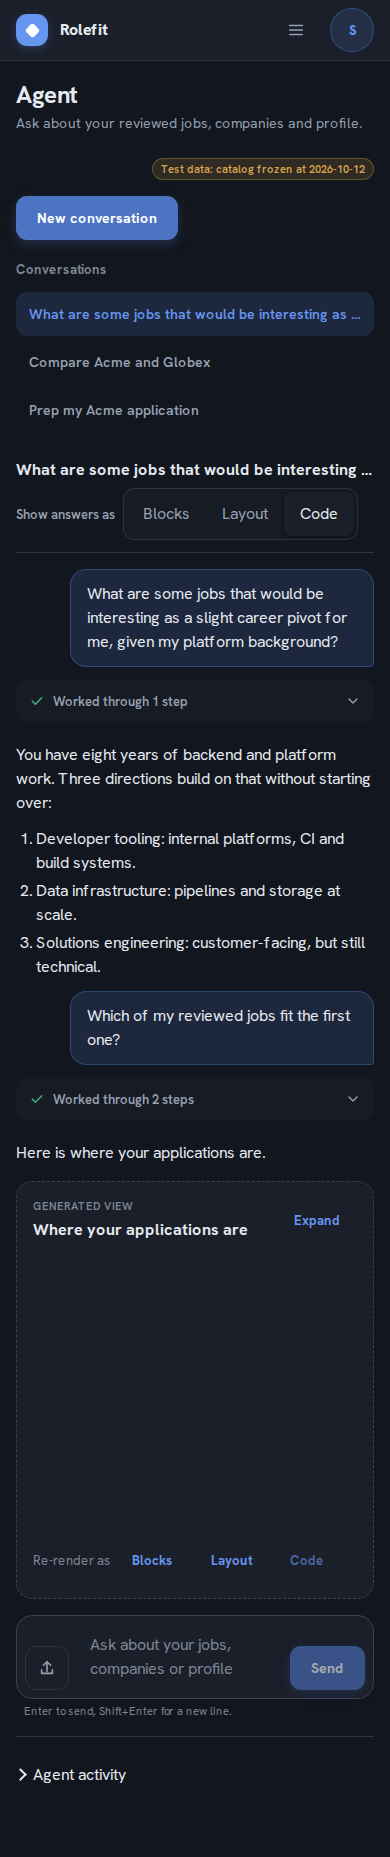 Rolefit
S
Agent
Ask about your reviewed jobs, companies and profile.
Test data: catalog frozen at 2026-10-12
New conversation
Conversations
What are some jobs that would be interesting as ...
Compare Acme and Globex
Prep my Acme application
What are some jobs that would be interesting ...
Show answers as
Blocks
Layout
Code
What are some jobs that would be
interesting as a slight career pivot for
me, given my platform background?
Worked through 1 step
You have eight years of backend and platform
work. Three directions build on that without starting
over:
1. Developer tooling: internal platforms, CI and
build systems.
2. Data infrastructure: pipelines and storage at
scale.
3. Solutions engineering: customer-facing, but still
technical.
Which of my reviewed jobs fit the first
one?
Worked through 2 steps
Here is where your applications are.
GENERATED VIEW
Where your applications are
Expand
Re-render as
Blocks
Layout
Code
Ask about your jobs,
companies or profile
Send
Enter to send, Shift+Enter for a new line.
Agent activity